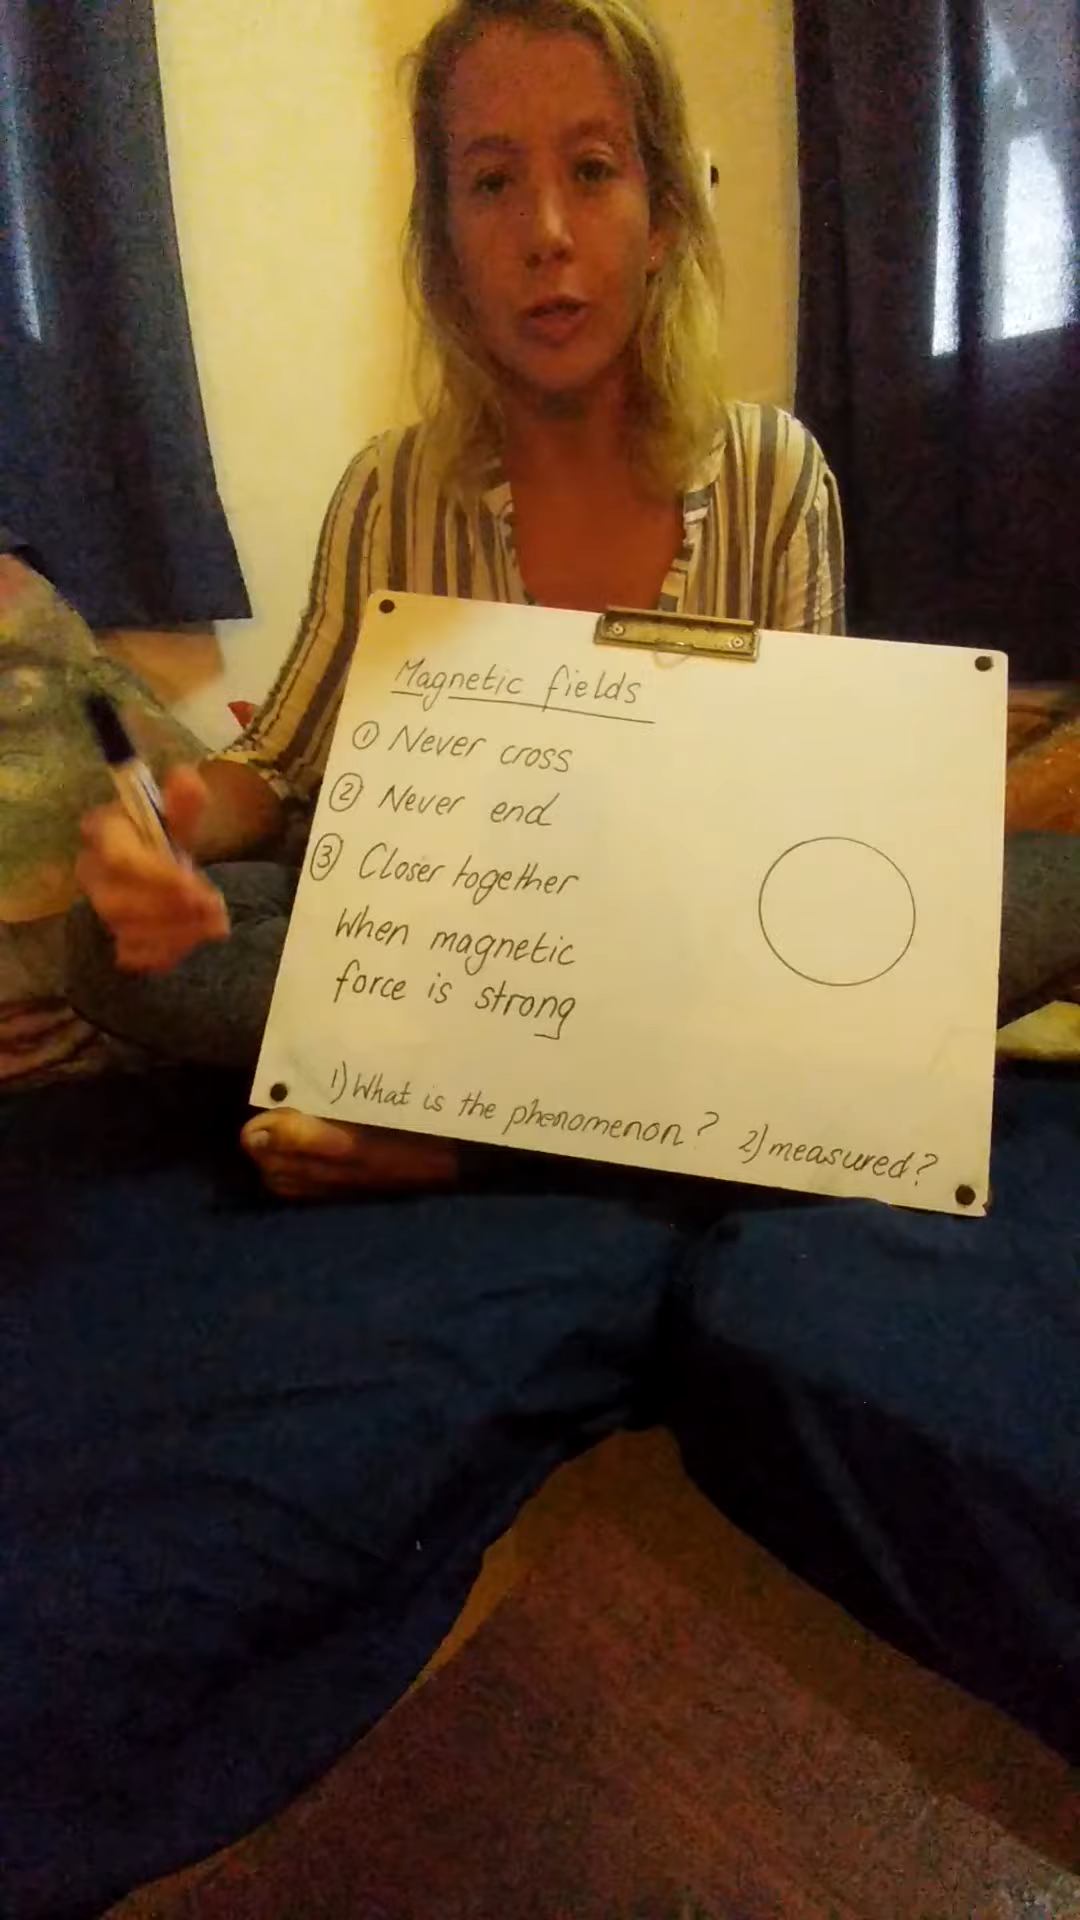 Magnetic fields
① Never cross
② Never end
③ Closer together
When magnetic
force is strong
1) What is the phenomenon? 2) measured?